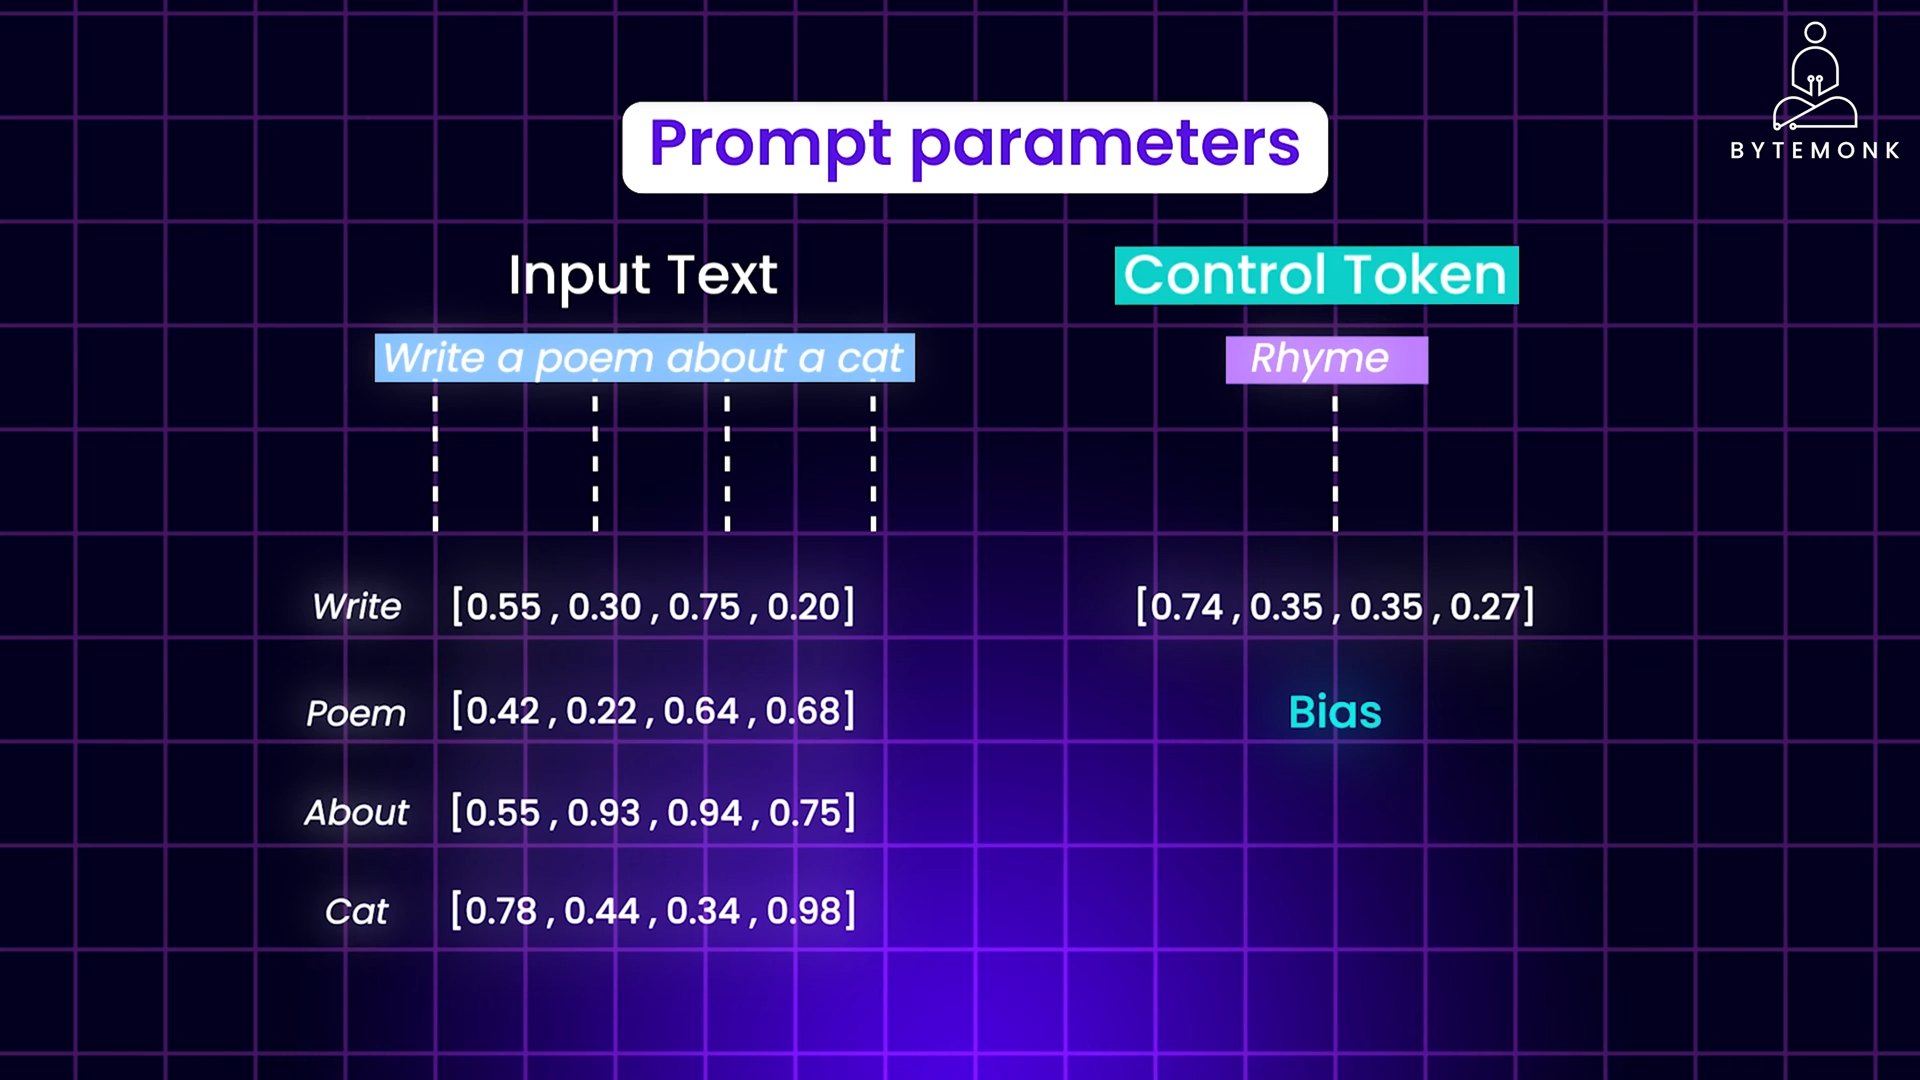 Prompt parameters
BYTEMONK
Input Text
Control Token
Write a poem about a cat
Rhyme
Write [0.55 , 0.30 , 0.75 , 0.20]
[0.74 , 0.35 , 0.35 , 0.27]
Poem [0.42 , 0.22 , 0.64 , 0.68]
Bias
About [0.55 , 0.93 , 0.94 , 0.75]
Cat [0.78 , 0.44 , 0.34 , 0.98]